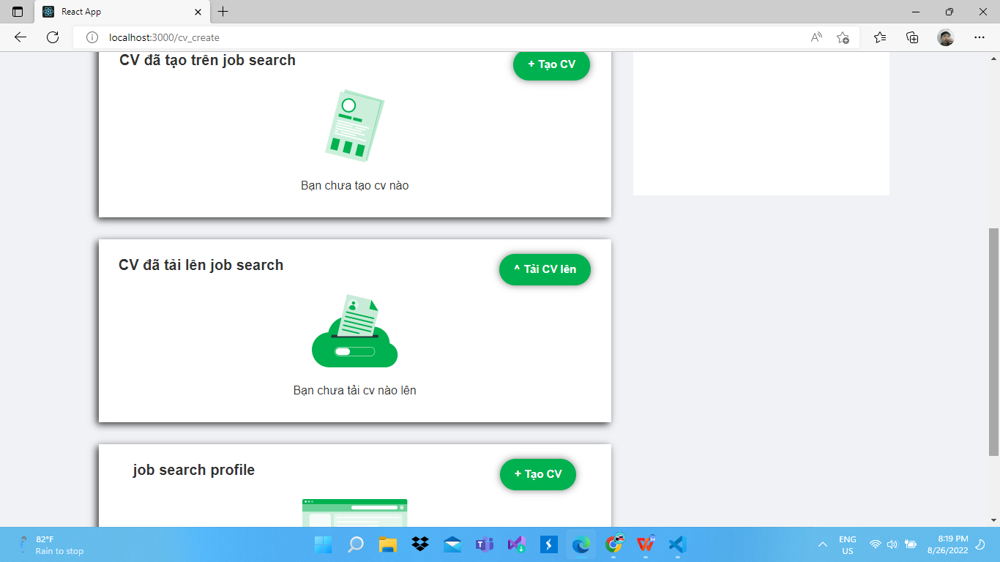 React App
localhost:3000/cv_create
CV đã tạo trên job search
+ Tạo CV
Bạn chưa tạo cv nào
CV đã tải lên job search
^ Tải CV lên
Bạn chưa tải cv nào lên
job search profile
+ Tạo CV
82°F
Rain to stop
ENG
US
8:19 PM
8/26/2022